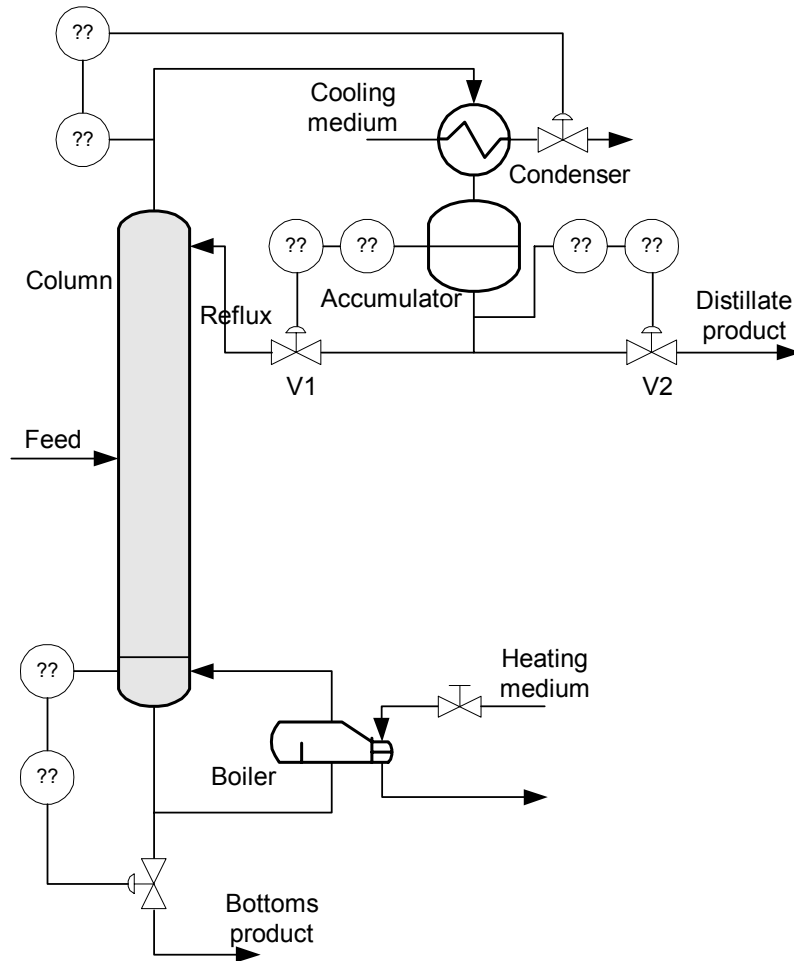 ??
??
Cooling
medium
Condenser
??
??
??
??
Column
Accumulator
Reflux
Distillate
product
V1
V2
Feed
??
Heating
medium
??
Boiler
Bottoms
product